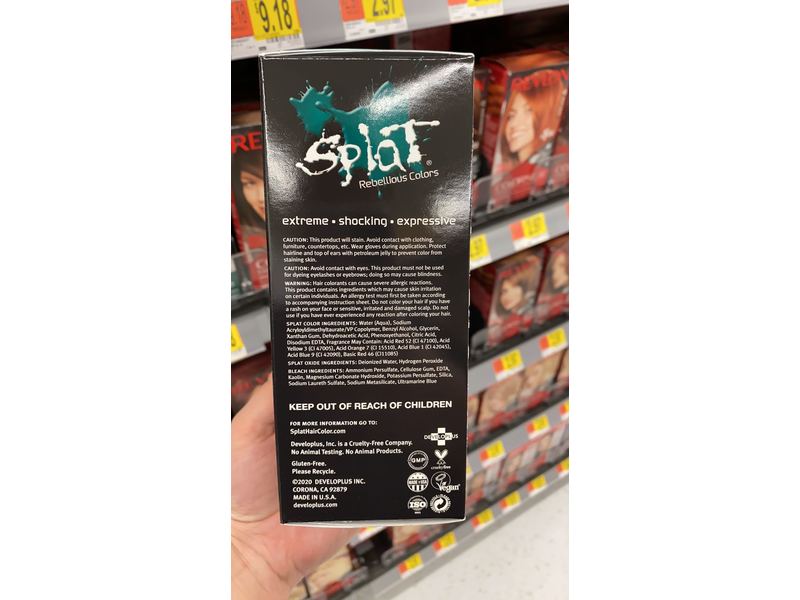 9.18
2.97
SplaT®
Rebellious Colors
extreme • shocking • expressive
CAUTION: This product will stain. Avoid contact with clothing,
furniture, countertops, etc. Wear gloves during application. Protect
hairline and top of ears with petroleum jelly to prevent color from
staining skin.
CAUTION: Avoid contact with eyes. This product must not be used
for dyeing eyelashes or eyebrows; doing so may cause blindness.
WARNING: Hair colorants can cause severe allergic reactions.
This product contains ingredients which may cause skin irritation
on certain individuals. An allergy test must first be taken according
to accompanying instruction sheet. Do not color your hair if you have
a rash on your face or sensitive, irritated and damaged scalp. Do not
use if you have ever experienced any reaction after coloring your hair.
SPLAT COLOR INGREDIENTS: Water (Aqua), Sodium
Acryloyldimethyltaurate/VP Copolymer, Benzyl Alcohol, Glycerin,
Xanthan Gum, Dehydroacetic Acid, Phenoxyethanol, Citric Acid,
Disodium EDTA, Fragrance May Contain: Acid Red 52 (CI 47100), Acid
Yellow 3 (CI 47005), Acid Orange 7 (CI 15510), Acid Blue 1 (CI 42045),
Acid Blue 9 (CI 42090), Basic Red 46 (CI11085)
SPLAT OXIDE INGREDIENTS: Deionized Water, Hydrogen Peroxide
BLEACH INGREDIENTS: Ammonium Persulfate, Cellulose Gum, EDTA,
Kaolin, Magnesium Carbonate Hydroxide, Potassium Persulfate, Silica,
Sodium Laureth Sulfate, Sodium Metasilicate, Ultramarine Blue
KEEP OUT OF REACH OF CHILDREN
FOR MORE INFORMATION GO TO:
SplatHairColor.com
Developlus, Inc. is a Cruelty-Free Company.
No Animal Testing. No Animal Products.
Gluten-Free.
Please Recycle.
©2020 DEVELOPLUS INC.
CORONA, CA 92879
MADE IN U.S.A.
developlus.com
DEVELOPLUS
GMP
crueltyfree
MADE IN USA
Vegan
ISO
REVLON